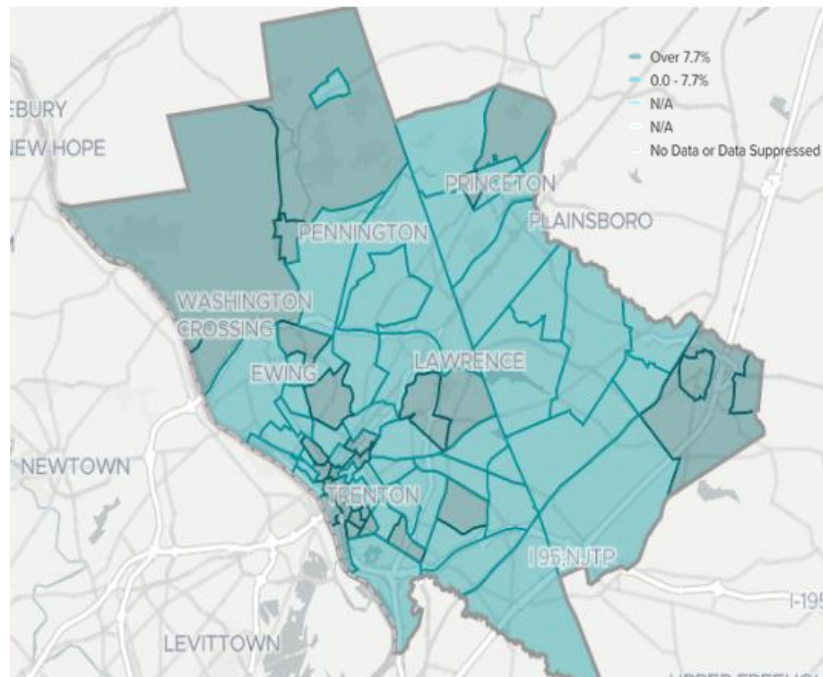 Over 7.7%
0.0 - 7.7%
N/A
N/A
No Data or Data Suppressed
EBURY
NEW HOPE
PRINCETON
PLAINSBORO
PENNINGTON
WASHINGTON
CROSSING
EWING
LAWRENCE
NEWTOWN
TRENTON
I 95;NJTP
I-195
LEVITTOWN